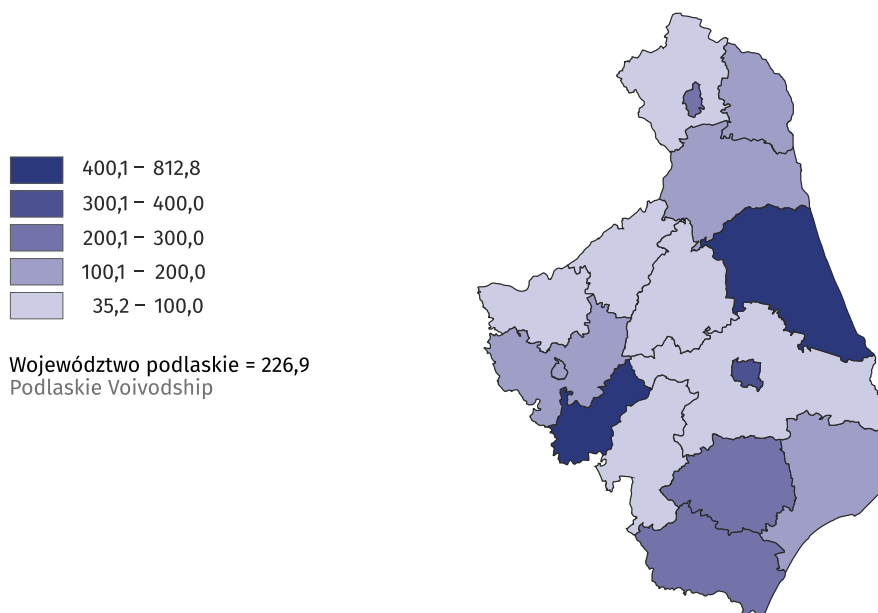 400,1 – 812,8
300,1 – 400,0
200,1 – 300,0
100,1 – 200,0
35,2 – 100,0
Województwo podlaskie = 226,9
Podlaskie Voivodship